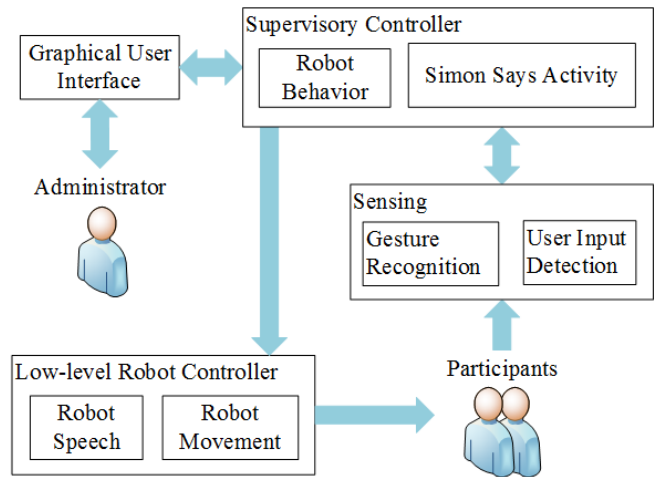 Supervisory Controller
Graphical User
Interface
Robot
Behavior
Simon Says Activity
Administrator
Sensing
Gesture
Recognition
User Input
Detection
Low-level Robot Controller
Robot
Speech
Robot
Movement
Participants